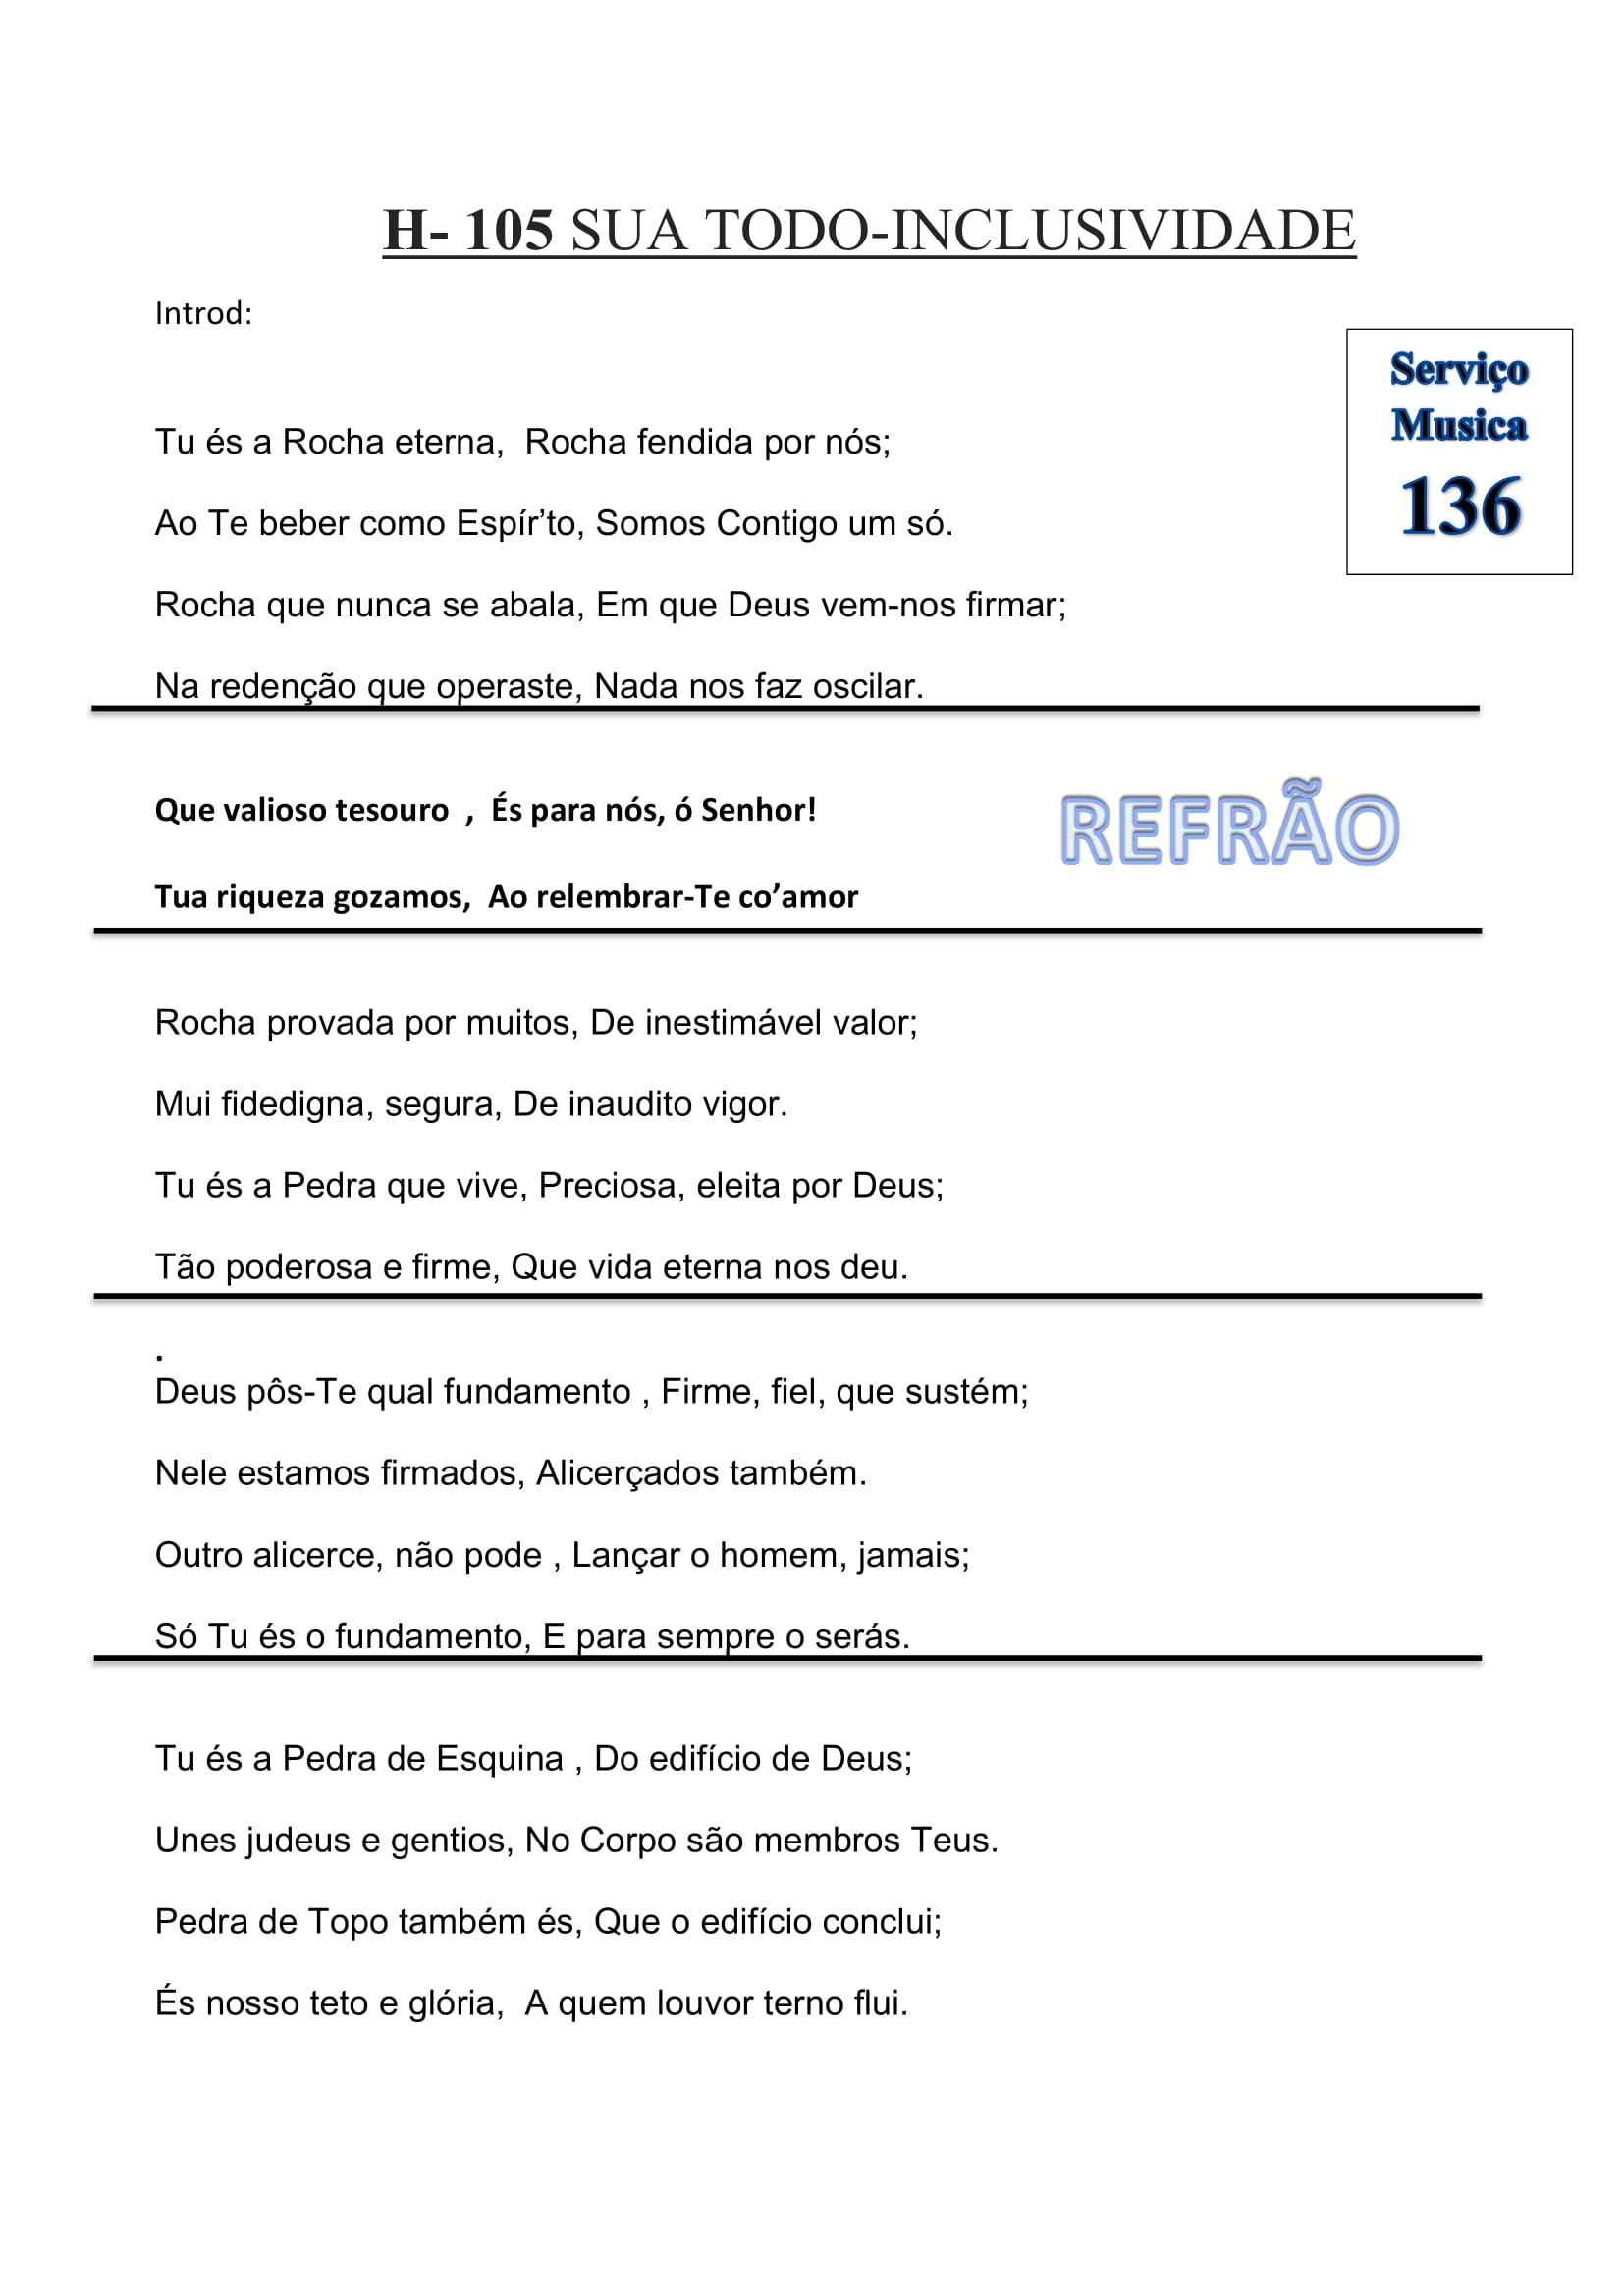 H- 105 SUA TODO-INCLUSIVIDADE
Introd:
Serviço
Musica
136
Tu és a Rocha eterna,  Rocha fendida por nós;
Ao Te beber como Espír’to, Somos Contigo um só.
Rocha que nunca se abala, Em que Deus vem-nos firmar;
Na redenção que operaste, Nada nos faz oscilar.
Que valioso tesouro  ,  És para nós, ó Senhor!
REFRÃO
Tua riqueza gozamos,  Ao relembrar-Te co’amor
Rocha provada por muitos, De inestimável valor;
Mui fidedigna, segura, De inaudito vigor.
Tu és a Pedra que vive, Preciosa, eleita por Deus;
Tão poderosa e firme, Que vida eterna nos deu.
.
Deus pôs-Te qual fundamento , Firme, fiel, que sustém;
Nele estamos firmados, Alicerçados também.
Outro alicerce, não pode , Lançar o homem, jamais;
Só Tu és o fundamento, E para sempre o serás.
Tu és a Pedra de Esquina , Do edifício de Deus;
Unes judeus e gentios, No Corpo são membros Teus.
Pedra de Topo também és, Que o edifício conclui;
És nosso teto e glória,  A quem louvor terno flui.